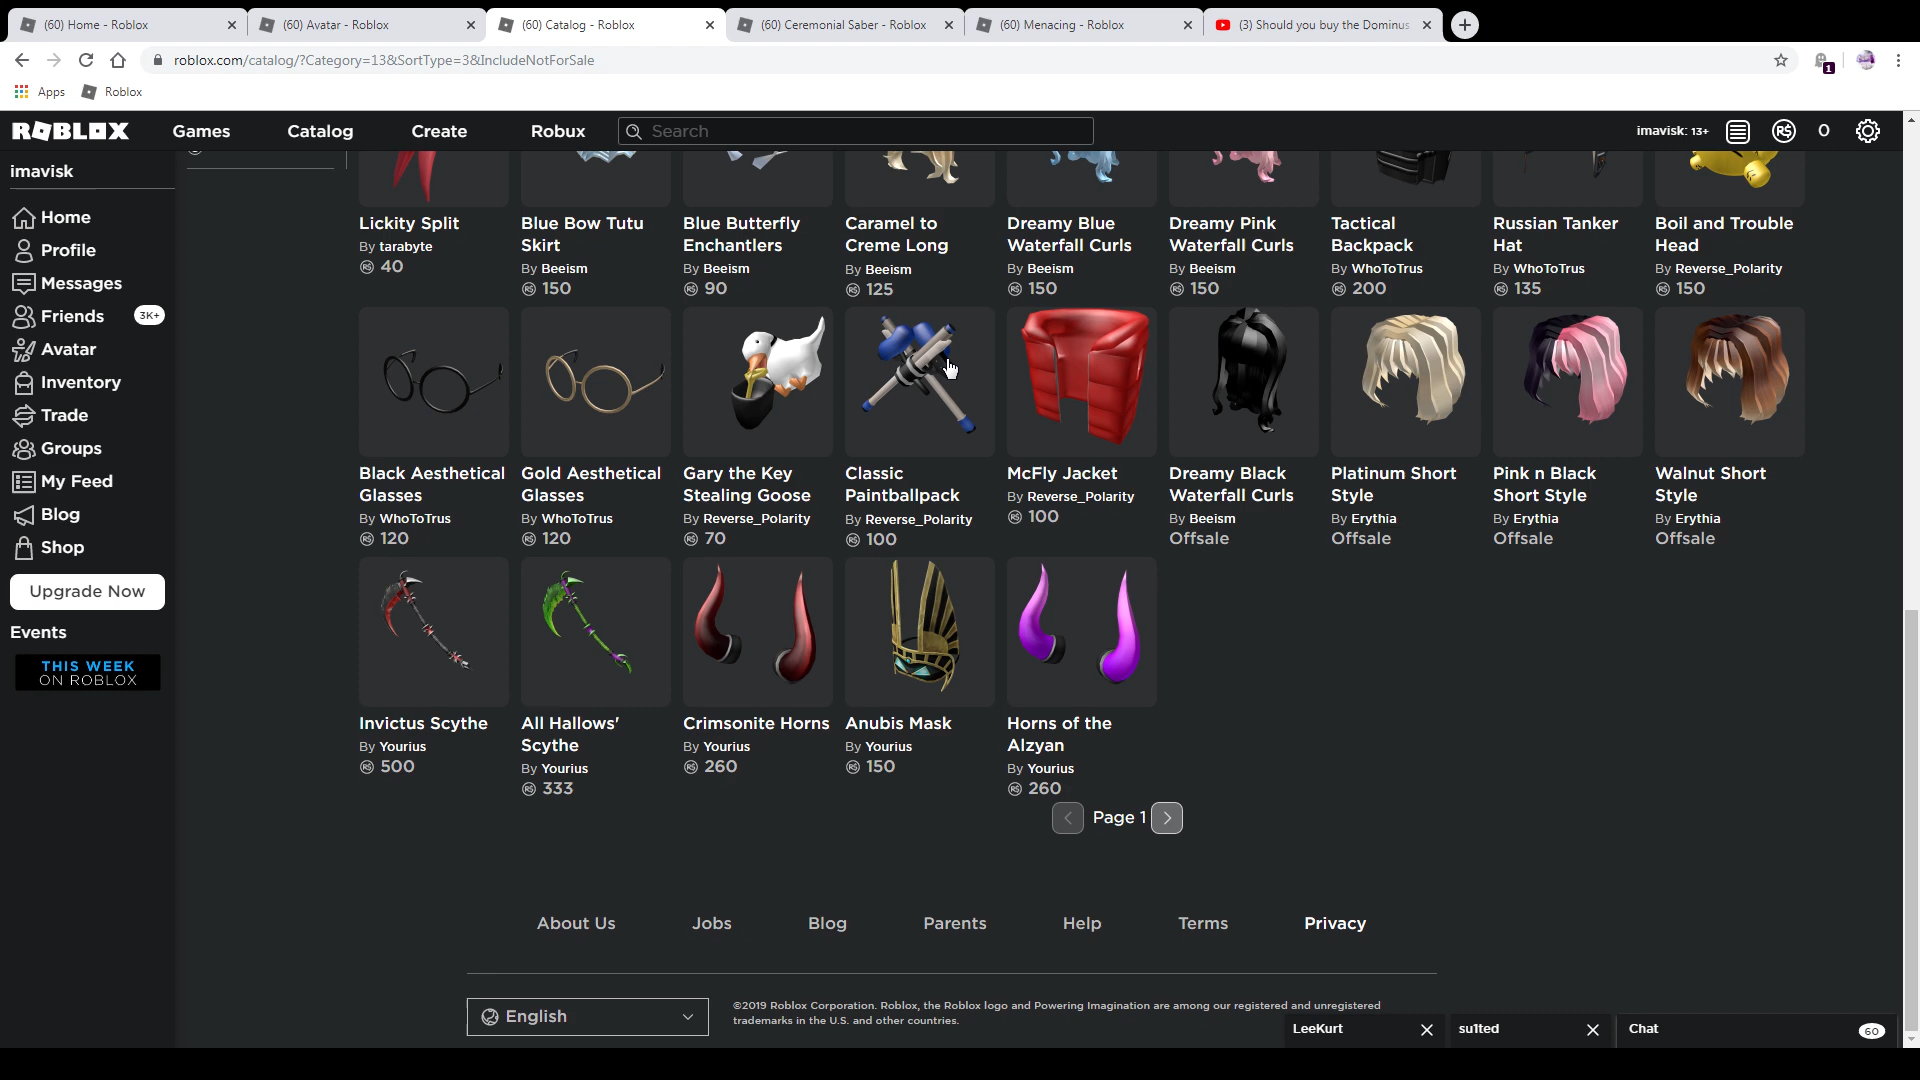 (60) Home - Roblox
(60) Avatar - Roblox
(60) Catalog - Roblox
(60) Ceremonial Saber - Roblox
(60) Menacing - Roblox
(3) Should you buy the Dominus
roblox.com/catalog/?Category=13&SortType=3&IncludeNotForSale
1
Apps
Roblox
ROBLOX
Games
Catalog
Create
Robux
Search
imavisk: 13+
R$
0
imavisk
Home
Profile
Messages
Friends
3K+
Avatar
Inventory
Trade
Groups
My Feed
Blog
Shop
Upgrade Now
Events
THIS WEEK
ON ROBLOX
Lickity Split
By tarabyte
R$ 40
Blue Bow Tutu
Skirt
By Beeism
R$ 150
Blue Butterfly
Enchantlers
By Beeism
R$ 90
Caramel to
Creme Long
By Beeism
R$ 125
Dreamy Blue
Waterfall Curls
By Beeism
R$ 150
Dreamy Pink
Waterfall Curls
By Beeism
R$ 150
Tactical
Backpack
By WhoToTrus
R$ 200
Russian Tanker
Hat
By WhoToTrus
R$ 135
Boil and Trouble
Head
By Reverse_Polarity
R$ 150
Black Aesthetical
Glasses
By WhoToTrus
R$ 120
Gold Aesthetical
Glasses
By WhoToTrus
R$ 120
Gary the Key
Stealing Goose
By Reverse_Polarity
R$ 70
Classic
Paintballpack
By Reverse_Polarity
R$ 100
McFly Jacket
By Reverse_Polarity
R$ 100
Dreamy Black
Waterfall Curls
By Beeism
Offsale
Platinum Short
Style
By Erythia
Offsale
Pink n Black
Short Style
By Erythia
Offsale
Walnut Short
Style
By Erythia
Offsale
Invictus Scythe
By Yourius
R$ 500
All Hallows'
Scythe
By Yourius
R$ 333
Crimsonite Horns
By Yourius
R$ 260
Anubis Mask
By Yourius
R$ 150
Horns of the
Alzyan
By Yourius
R$ 260
Page 1
About Us
Jobs
Blog
Parents
Help
Terms
Privacy
English
©2019 Roblox Corporation. Roblox, the Roblox logo and Powering Imagination are among our registered and unregistered
trademarks in the U.S. and other countries.
LeeKurt
su1ted
Chat
60